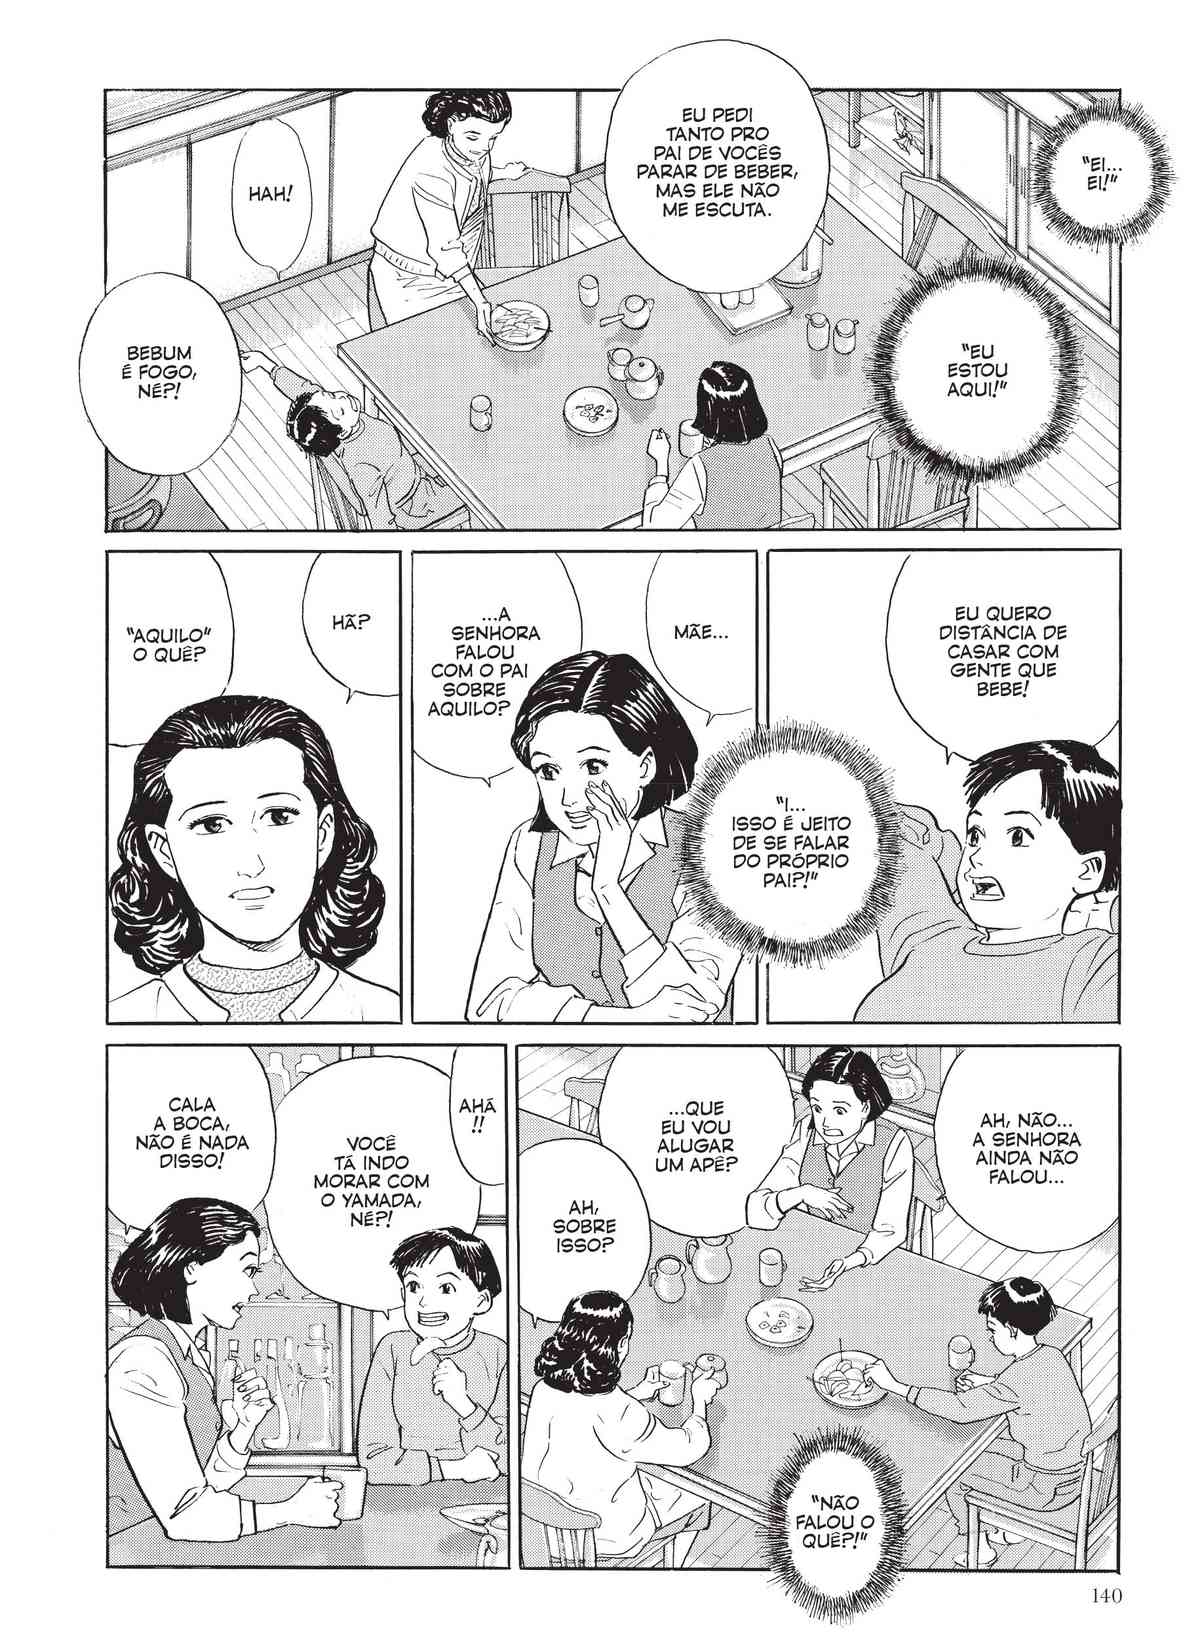 "EI...
EI!"
"EU
ESTOU
AQUI!"
EU PEDI
TANTO PRO
PAI DE VOCÊS
PARAR DE BEBER,
MAS ELE NÃO
ME ESCUTA.
HAH!
BEBUM
É FOGO,
NÉ?!
EU QUERO
DISTÂNCIA DE
CASAR COM
GENTE QUE
BEBE!
"I...
ISSO É JEITO
DE SE FALAR
DO PRÓPRIO
PAI?!"
MÃE...
...A
SENHORA
FALOU
COM O PAI
SOBRE
AQUILO?
HÃ?
"AQUILO"
O QUÊ?
AH, NÃO...
A SENHORA
AINDA NÃO
FALOU...
...QUE
EU VOU
ALUGAR
UM APÊ?
AH,
SOBRE
ISSO?
"NÃO
FALOU O
QUÊ?!"
AHÁ
!!
VOCÊ
TÁ INDO
MORAR COM
O YAMADA,
NÉ?!
CALA
A BOCA,
NÃO É NADA
DISSO!
140